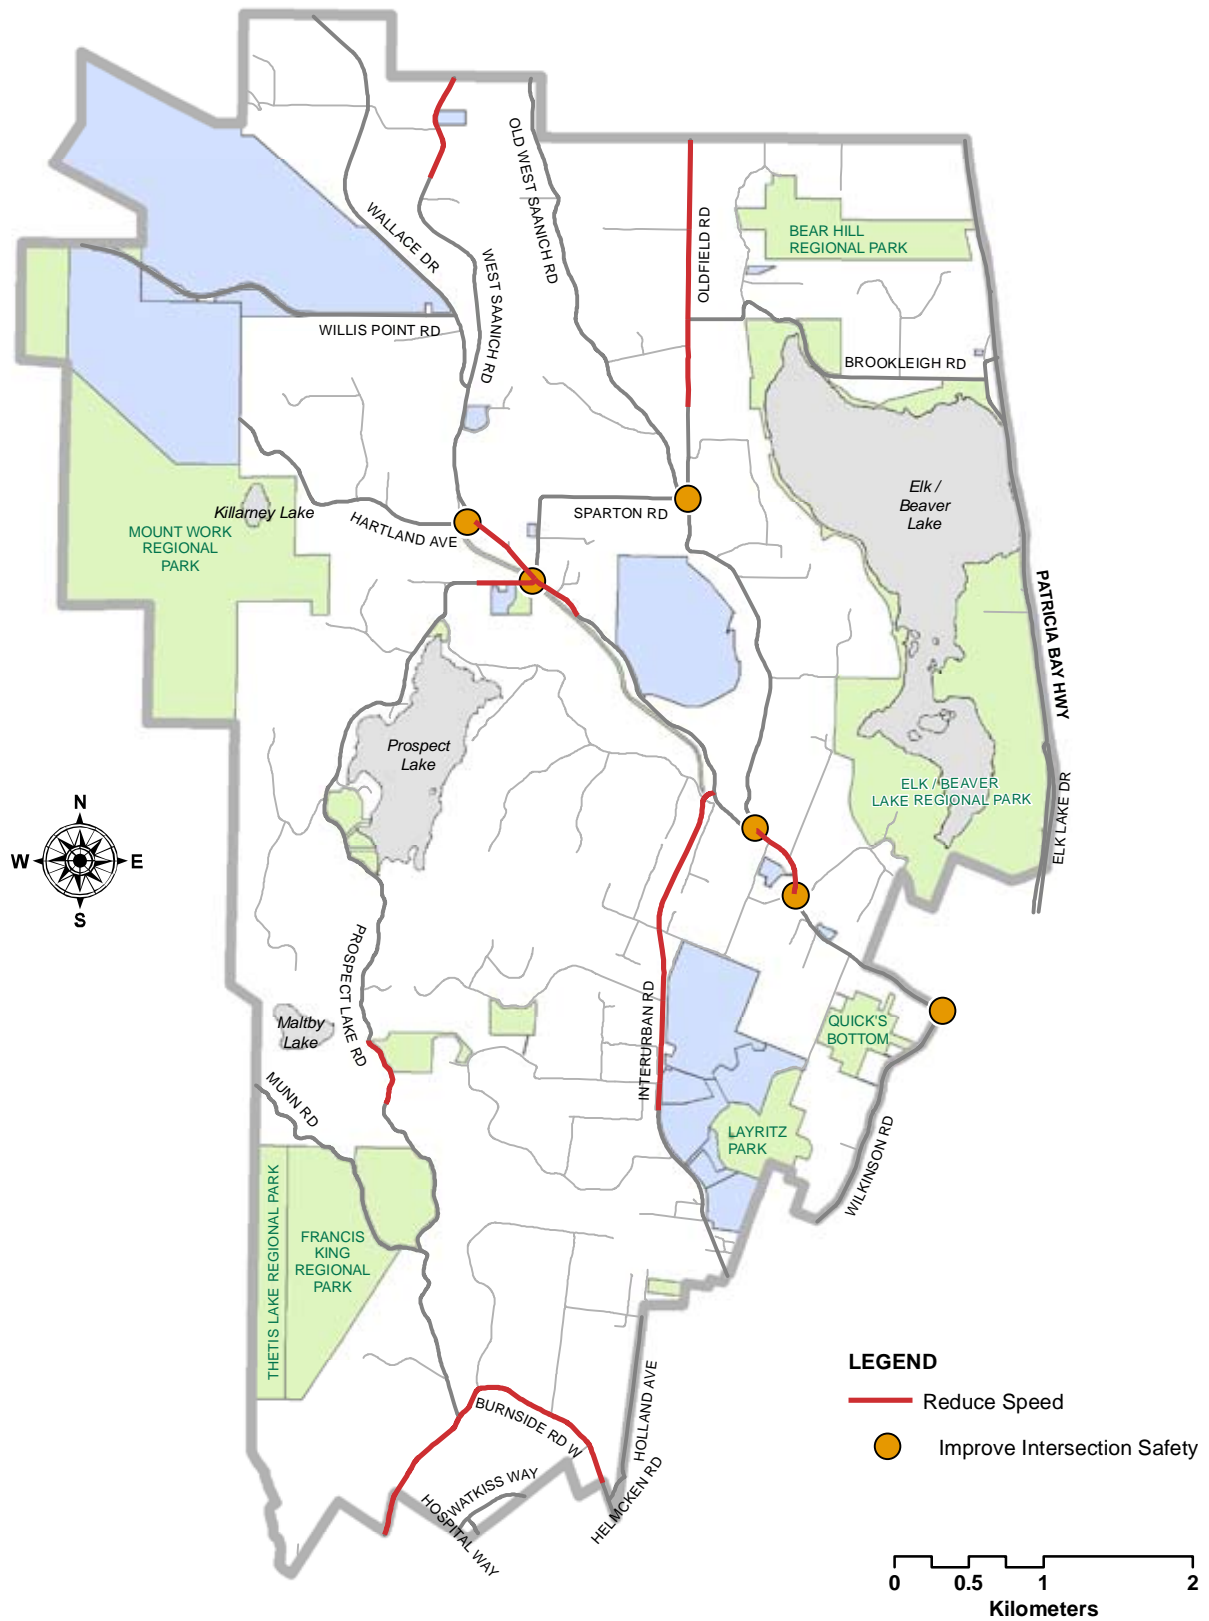 OLD WEST SAANICH RD
WALLACE DR
OLDFIELD RD
BEAR HILL
REGIONAL PARK
WEST SAANICH RD
WILLIS POINT RD
BROOKLEIGH RD
Elk /
Beaver
Lake
Killarney Lake
HARTLAND AVE
SPARTON RD
MOUNT WORK
REGIONAL
PARK
PATRICIA BAY HWY
Prospect
Lake
ELK / BEAVER
LAKE REGIONAL PARK
ELK LAKE DR
N
W
E
S
PROSPECT LAKE RD
INTERURBAN RD
Maltby
Lake
QUICK'S
BOTTOM
MUNN RD
LAYRITZ
PARK
WILKINSON RD
THETIS LAKE REGIONAL PARK
FRANCIS
KING
REGIONAL
PARK
BURNSIDE RD W
HOLLAND AVE
WATKISS WAY
HOSPITAL WAY
HELMCKEN RD
LEGEND
Reduce Speed
Improve Intersection Safety
0 0.5 1 2
Kilometers